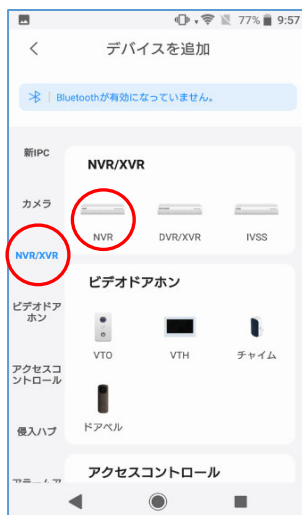 77% 9:57
デバイスを追加
Bluetoothが有効になっていません。
新IPC
カメラ
NVR/XVR
ビデオドア
ホン
アクセスコ
ントロール
侵入ハブ
NVR/XVR
NVR
DVR/XVR
IVSS
ビデオドアホン
VTO
VTH
チャイム
ドアベル
アクセスコントロール